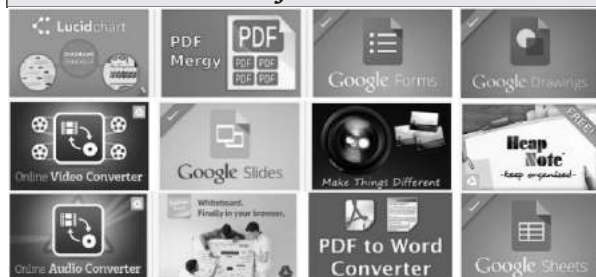 Lucidchart
PDF
Mergy
PDF
PDF PDF
PDF PDF
Google Forms
Google Drawings
Online Video Converter
Google Slides
Make Things Different
FREE!
Heap
Note
-keep organized-
Online Audio Converter
Whiteboard.
Finally in your browser.
PDF to Word
Converter
Google Sheets